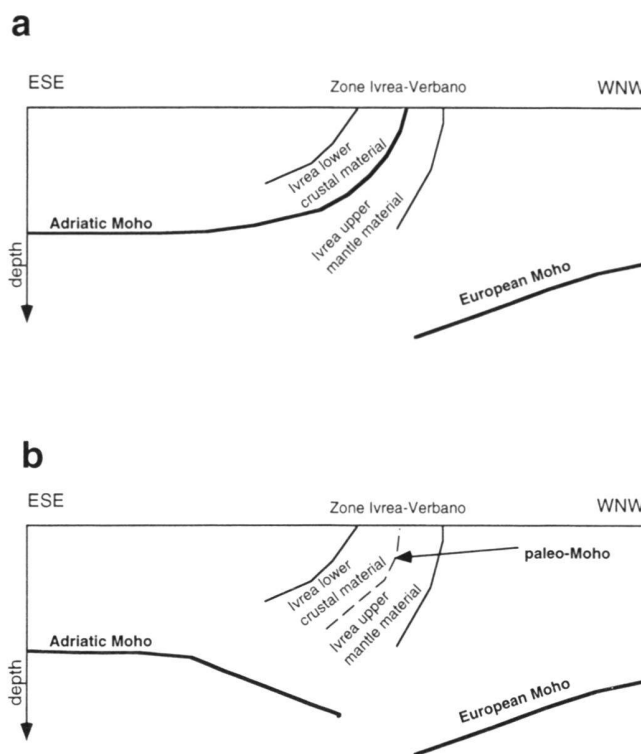 a
ESE
Zone Ivrea-Verbano
WNW
Ivrea lower
crustal material
Ivrea upper
mantle material
Adriatic Moho
European Moho
depth
b
ESE
Zone Ivrea-Verbano
WNW
paleo-Moho
Ivrea lower
crustal material
Ivrea upper
mantle material
Adriatic Moho
European Moho
depth